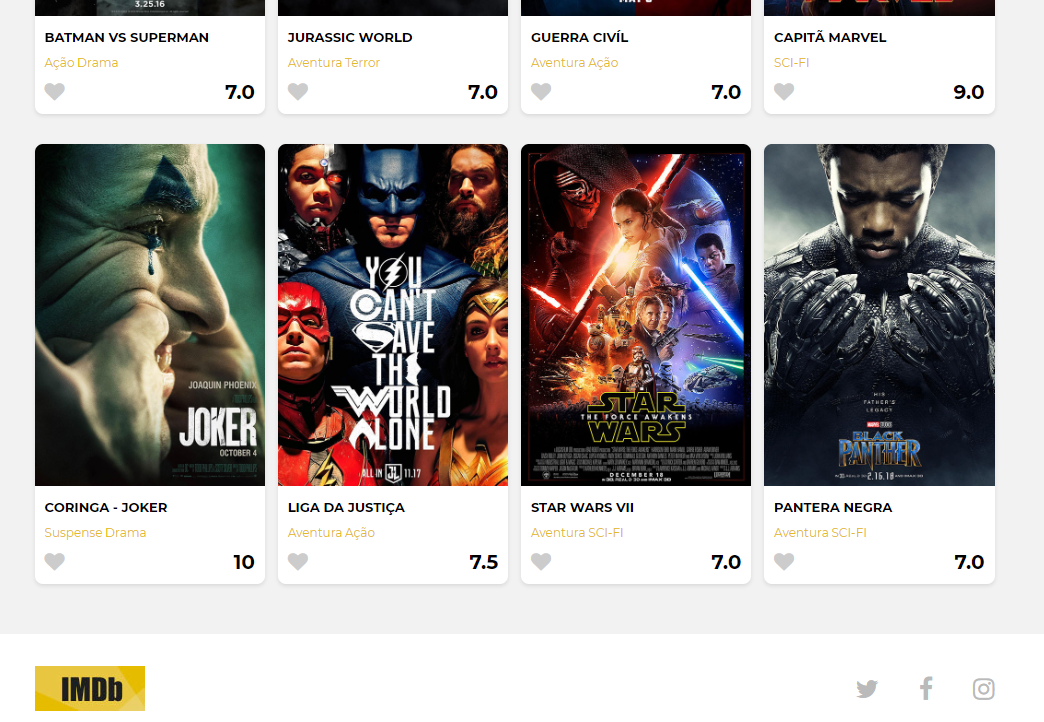 3.25.16
BATMAN VS SUPERMAN
Ação Drama
7.0
JURASSIC WORLD
Aventura Terror
7.0
GUERRA CIVÍL
Aventura Ação
7.0
CAPITÃ MARVEL
SCI-FI
9.0
JOAQUIN PHOENIX
JOKER
OCTOBER 4
CORINGA - JOKER
Suspense Drama
10
YOU
CAN'T
SAVE
THE
WORLD
ALONE
ALL IN JL 11.17
LIGA DA JUSTIÇA
Aventura Ação
7.5
STAR
THE FORCE AWAKENS
WARS
DECEMBER 18
STAR WARS VII
Aventura SCI-FI
7.0
HIS
FATHER'S
LEGACY
MARVEL STUDIOS
BLACK
PANTHER
2.16.18
PANTERA NEGRA
Aventura SCI-FI
7.0
IMDb